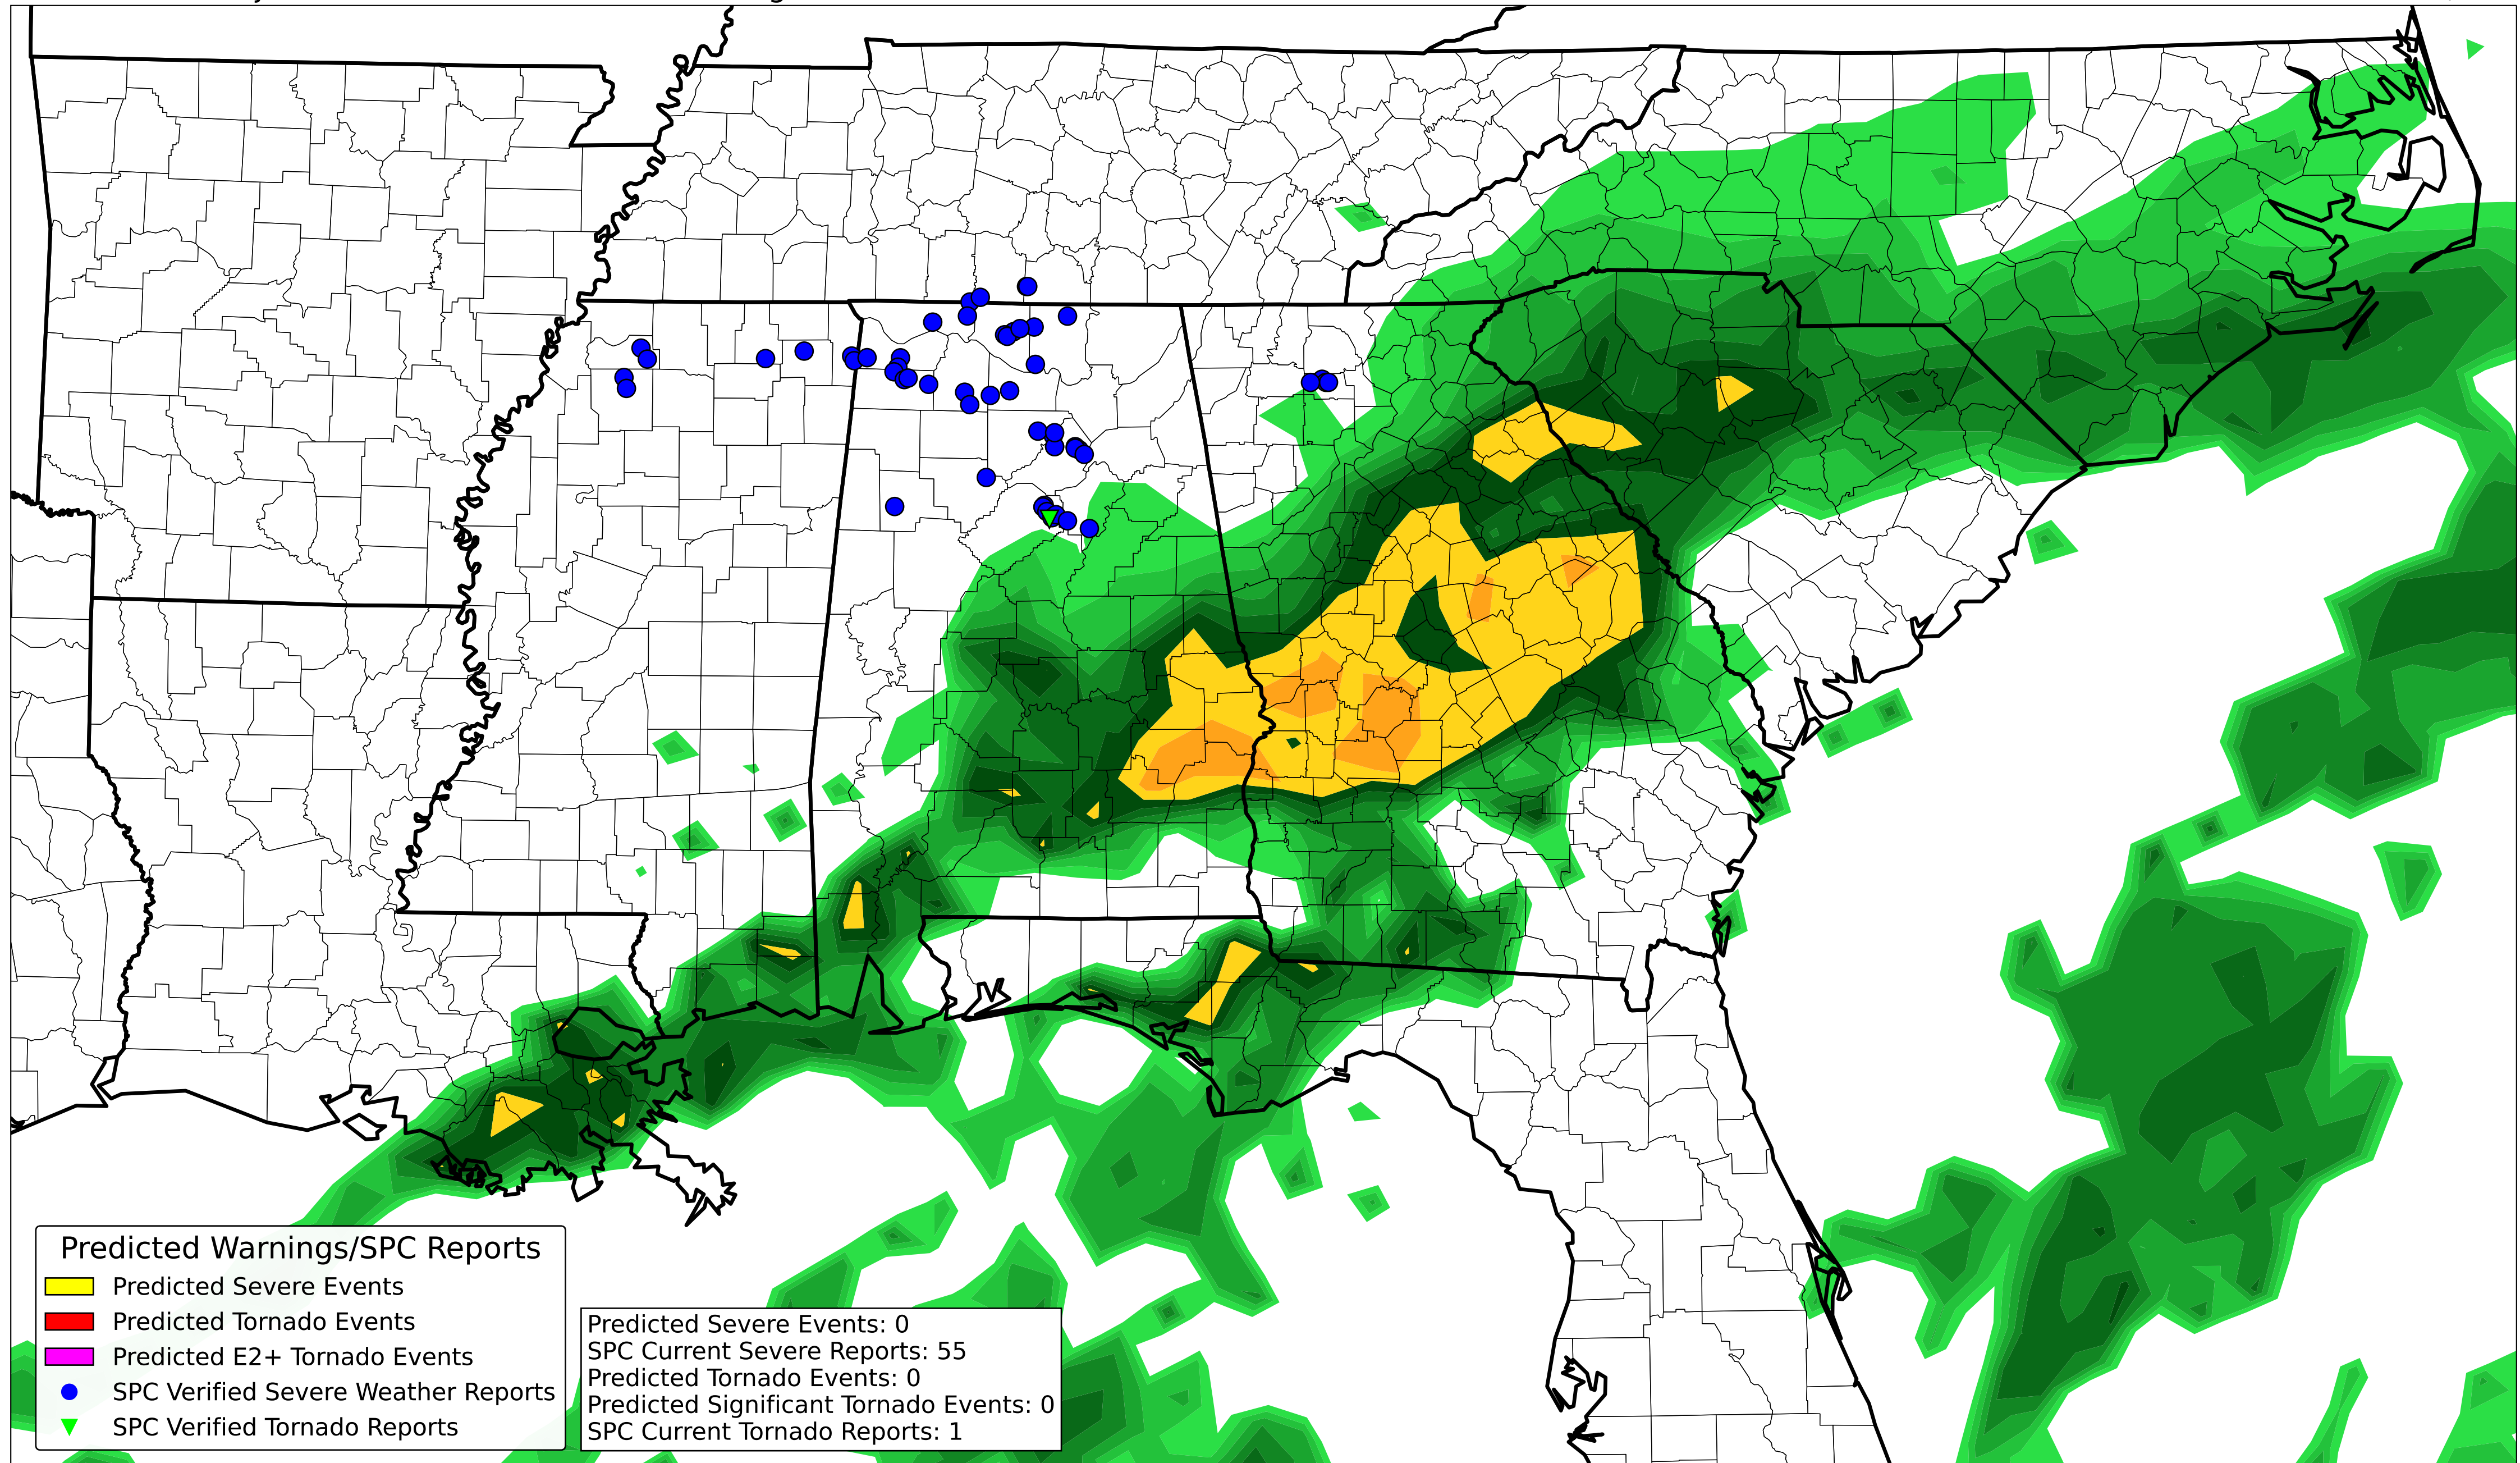 Predicted Warnings/SPC Reports
Predicted Severe Events
Predicted Tornado Events
Predicted E2+ Tornado Events
SPC Verified Severe Weather Reports
SPC Verified Tornado Reports
Predicted Severe Events: 0
SPC Current Severe Reports: 55
Predicted Tornado Events: 0
Predicted Significant Tornado Events: 0
SPC Current Tornado Reports: 1